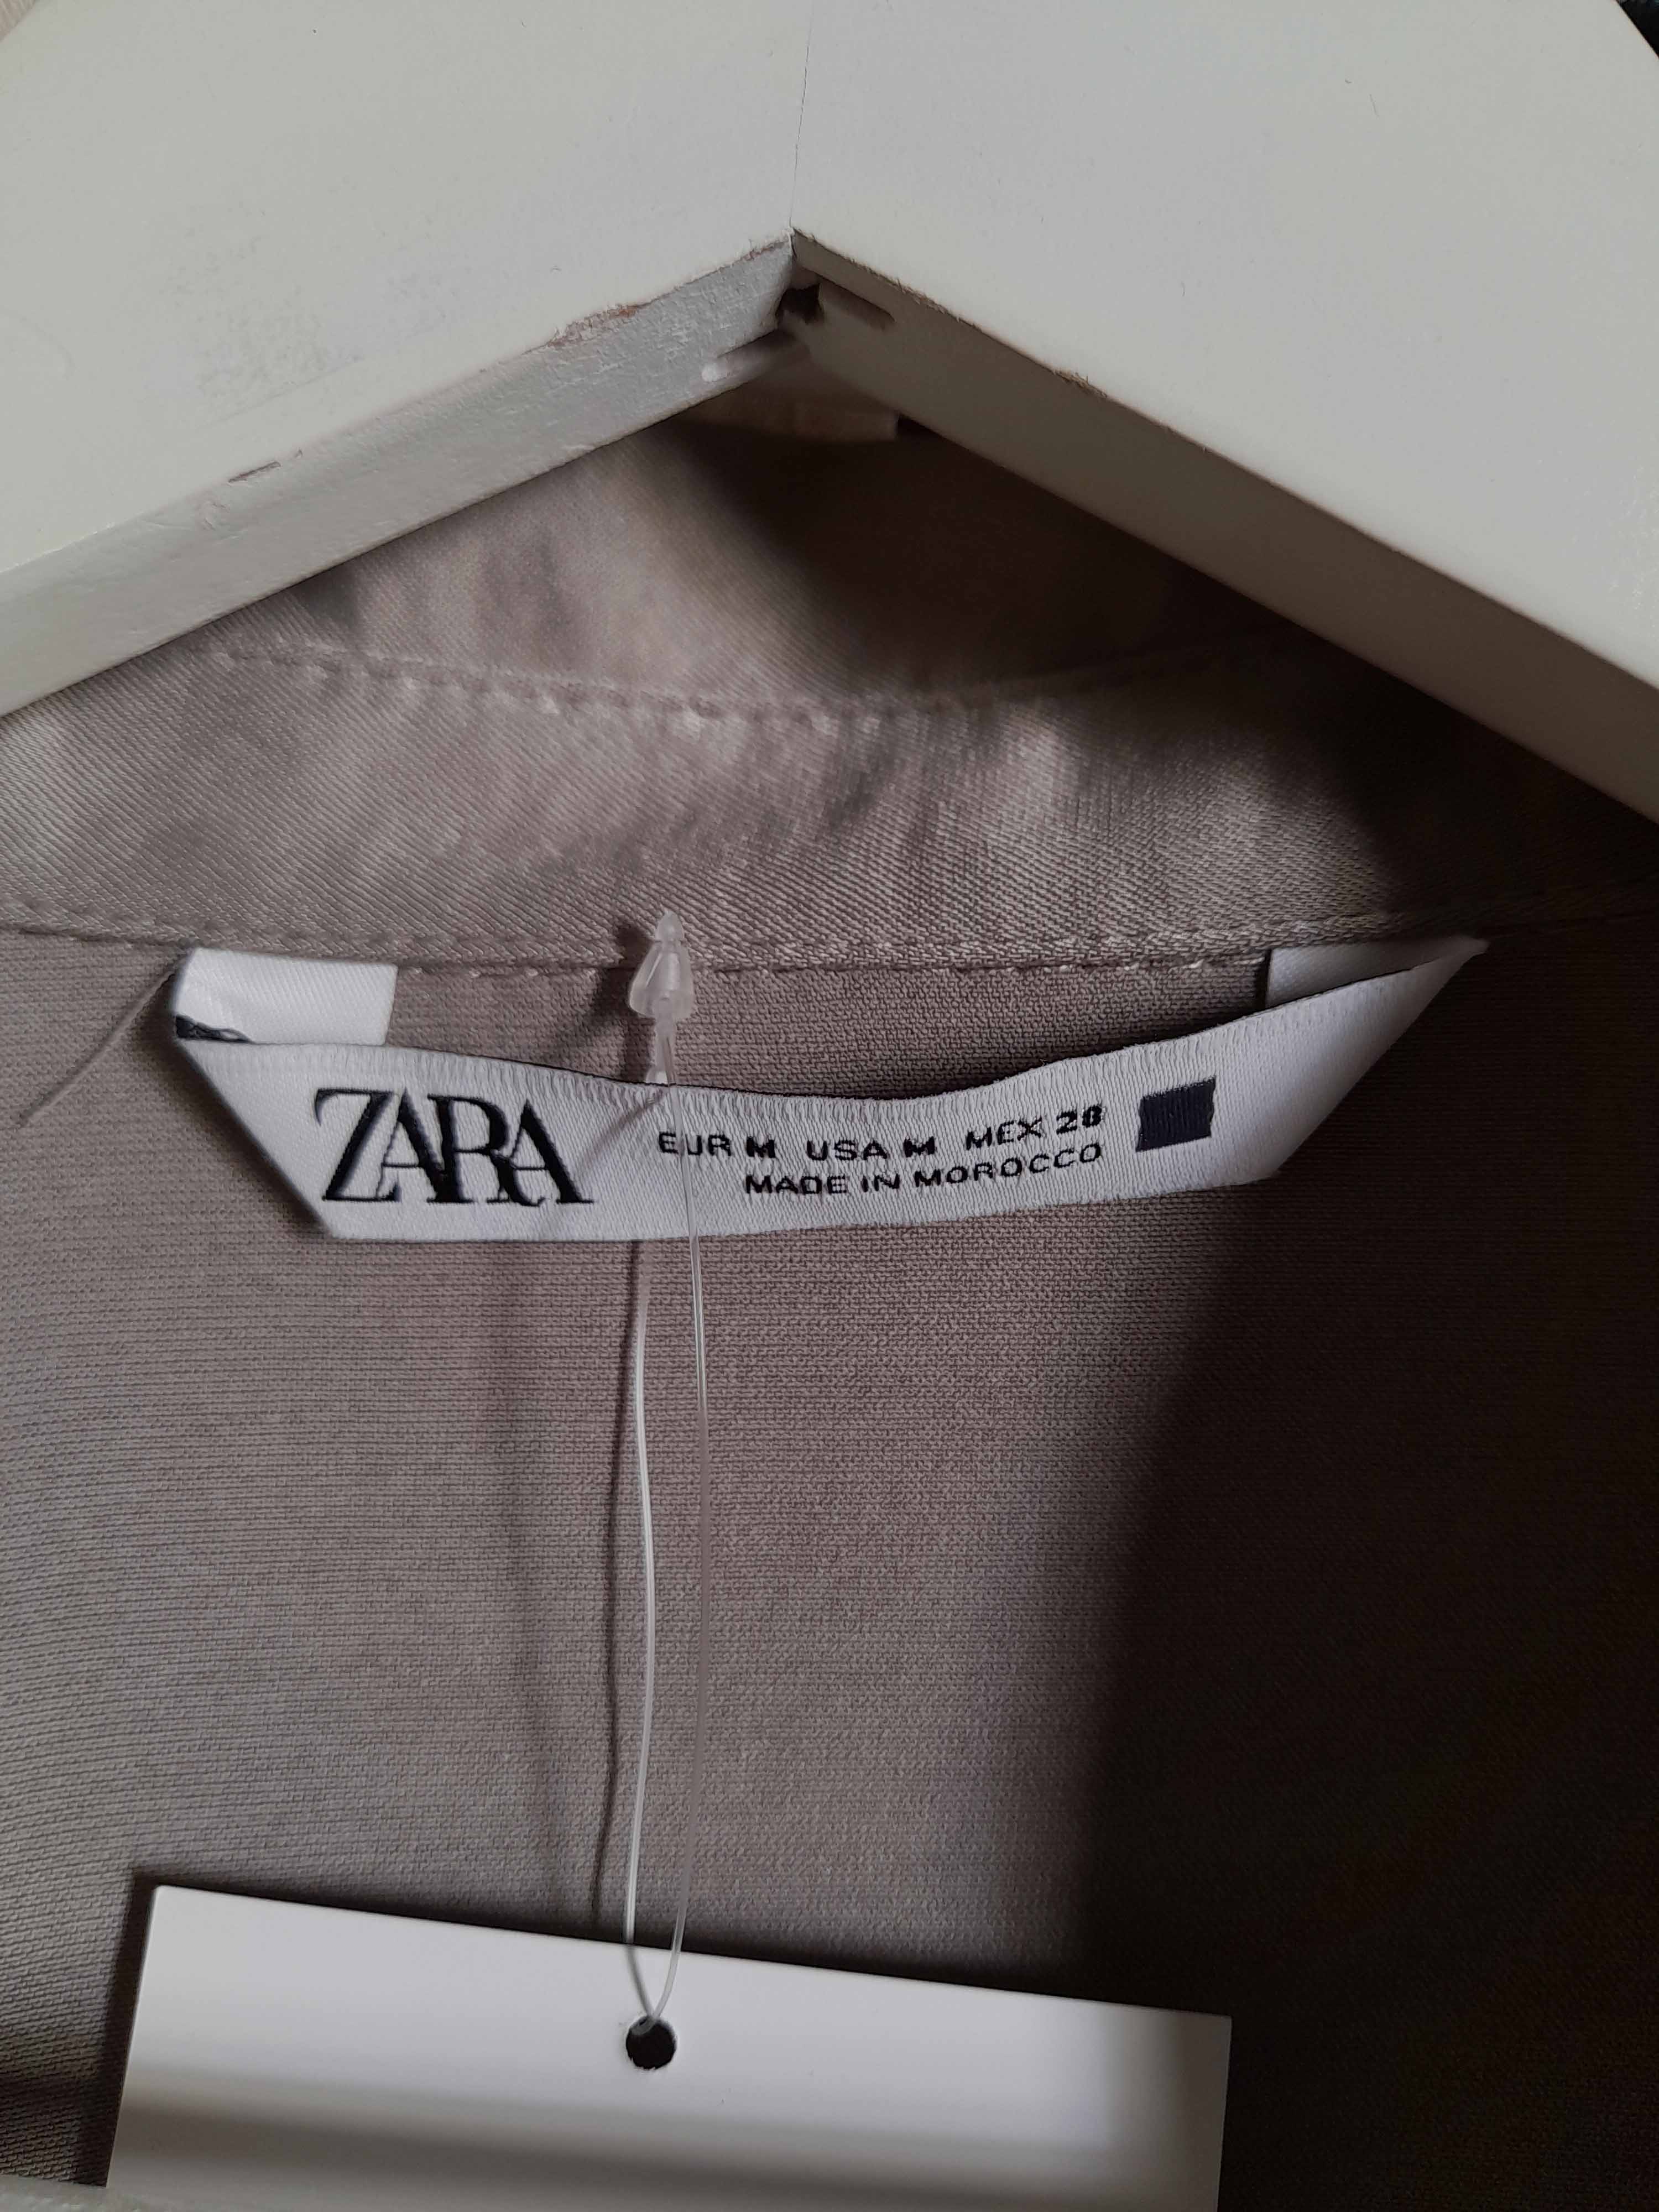 ZARA
EUR M USA M MEX 28
MADE IN MOROCCO